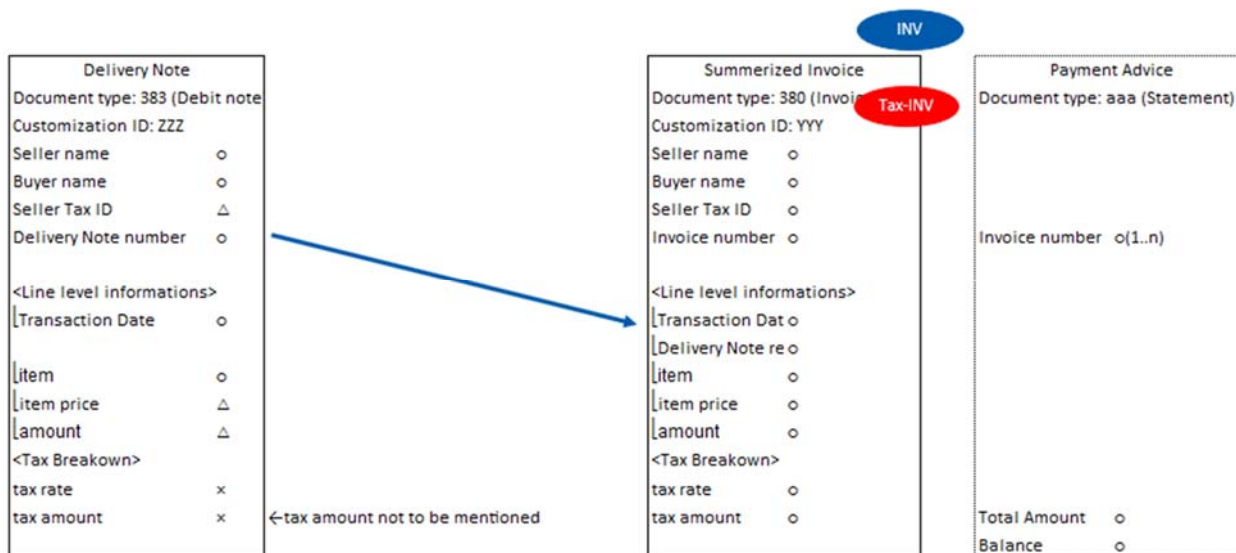 INV
Delivery Note
Document type: 383 (Debit note
Customization ID: ZZZ
Seller name ○
Buyer name ○
Seller Tax ID △
Delivery Note number ○
<Line level informations>
Transaction Date ○
item ○
item price △
amount △
<Tax Breakown>
tax rate ×
tax amount × ←tax amount not to be mentioned
Summerized Invoice
Document type: 380 (Invoi
Tax-INV
Customization ID: YYY
Seller name ○
Buyer name ○
Seller Tax ID ○
Invoice number ○
<Line level informations>
Transaction Dat ○
Delivery Note re ○
item ○
item price ○
amount ○
<Tax Breakown>
tax rate ○
tax amount ○
Payment Advice
Document type: aaa (Statement)
Invoice number ○(1..n)
Total Amount ○
Balance ○